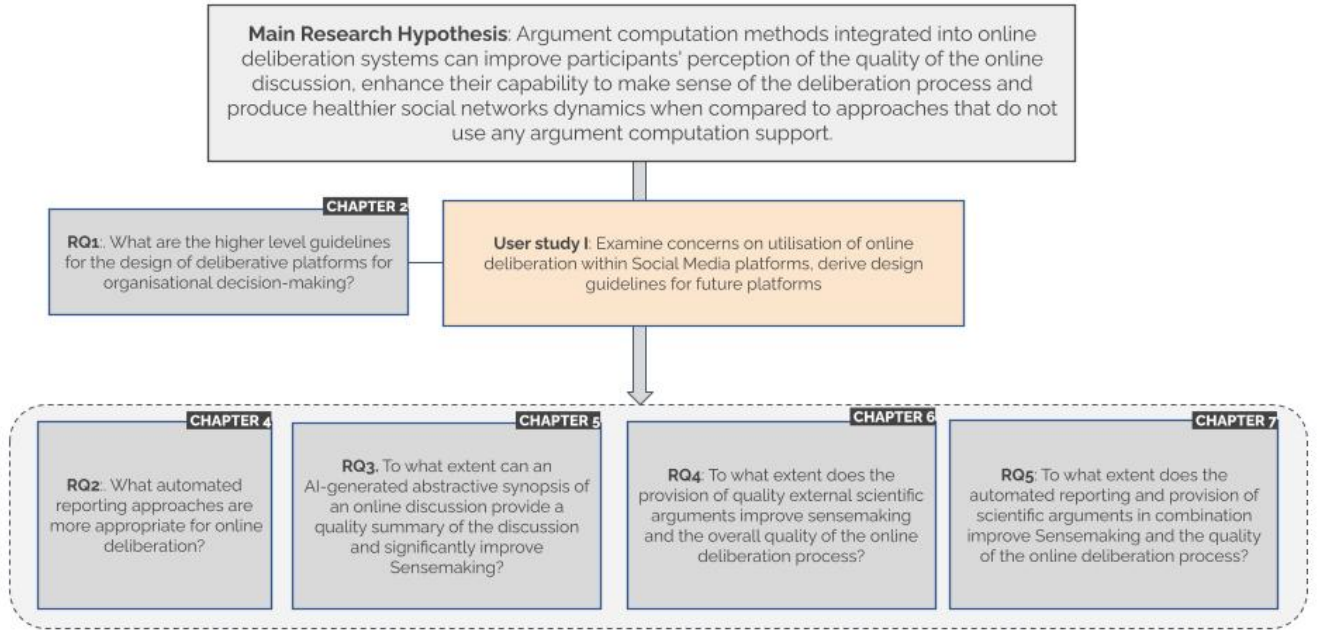 Main Research Hypothesis: Argument computation methods integrated into online
deliberation systems can improve participants' perception of the quality of the online
discussion, enhance their capability to make sense of the deliberation process and
produce healthier social networks dynamics when compared to approaches that do not
use any argument computation support.
CHAPTER 2
RQ1:. What are the higher level guidelines
for the design of deliberative platforms for
organisational decision-making?
User study I: Examine concerns on utilisation of online
deliberation within Social Media platforms, derive design
guidelines for future platforms
CHAPTER 4
RQ2:. What automated
reporting approaches are
more appropriate for online
deliberation?
CHAPTER 5
RQ3. To what extent can an
AI-generated abstractive synopsis of
an online discussion provide a
quality summary of the discussion
and significantly improve
Sensemaking?
CHAPTER 6
RQ4: To what extent does the
provision of quality external scientific
arguments improve sensemaking
and the overall quality of the online
deliberation process?
CHAPTER 7
RQ5: To what extent does the
automated reporting and provision of
scientific arguments in combination
improve Sensemaking and the quality
of the online deliberation process?